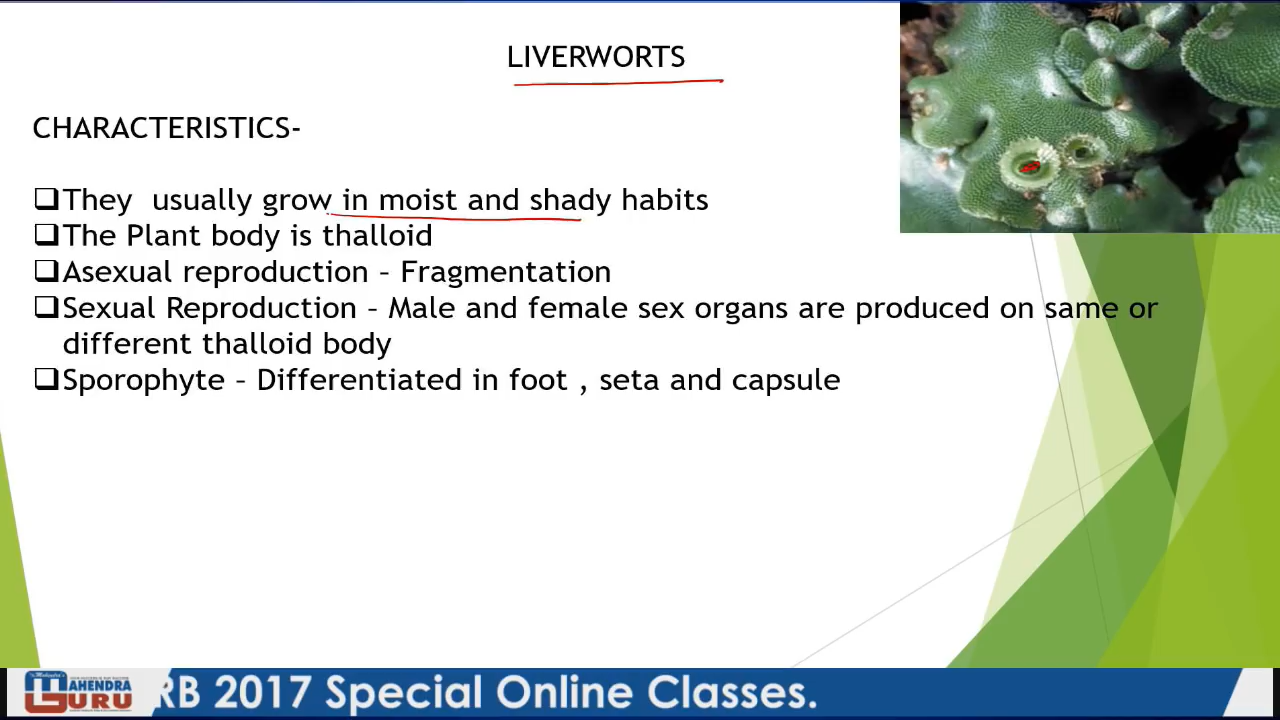 LIVERWORTS
CHARACTERISTICS-
They usually grow in moist and shady habits
The Plant body is thalloid
Asexual reproduction – Fragmentation
Sexual Reproduction – Male and female sex organs are produced on same or
different thalloid body
Sporophyte – Differentiated in foot , seta and capsule
AHENDRA
GURU
RB 2017 Special Online Classes.